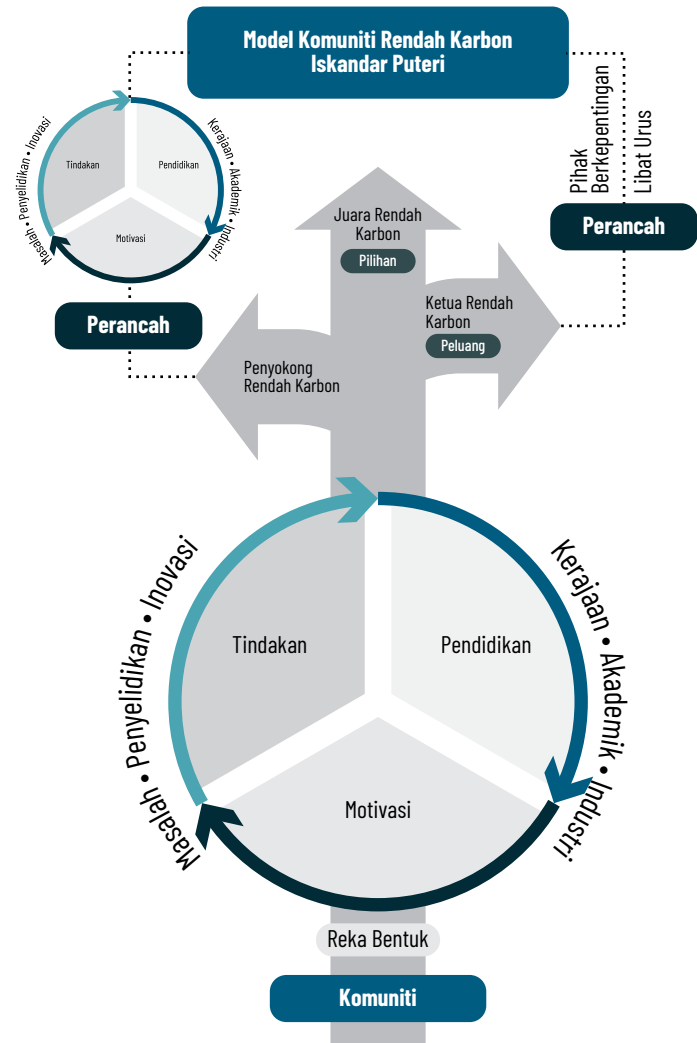 Model Komuniti Rendah Karbon
Iskandar Puteri
Masalah • Penyelidikan • Inovasi
Kerajaan • Akademik • Industri
Tindakan
Pendidikan
Motivasi
Perancah
Pihak
Berkepentingan
Libat Urus
Perancah
Juara Rendah
Karbon
Pilihan
Ketua Rendah
Karbon
Peluang
Penyokong
Rendah Karbon
Masalah • Penyelidikan • Inovasi
Kerajaan • Akademik • Industri
Tindakan
Pendidikan
Motivasi
Reka Bentuk
Komuniti